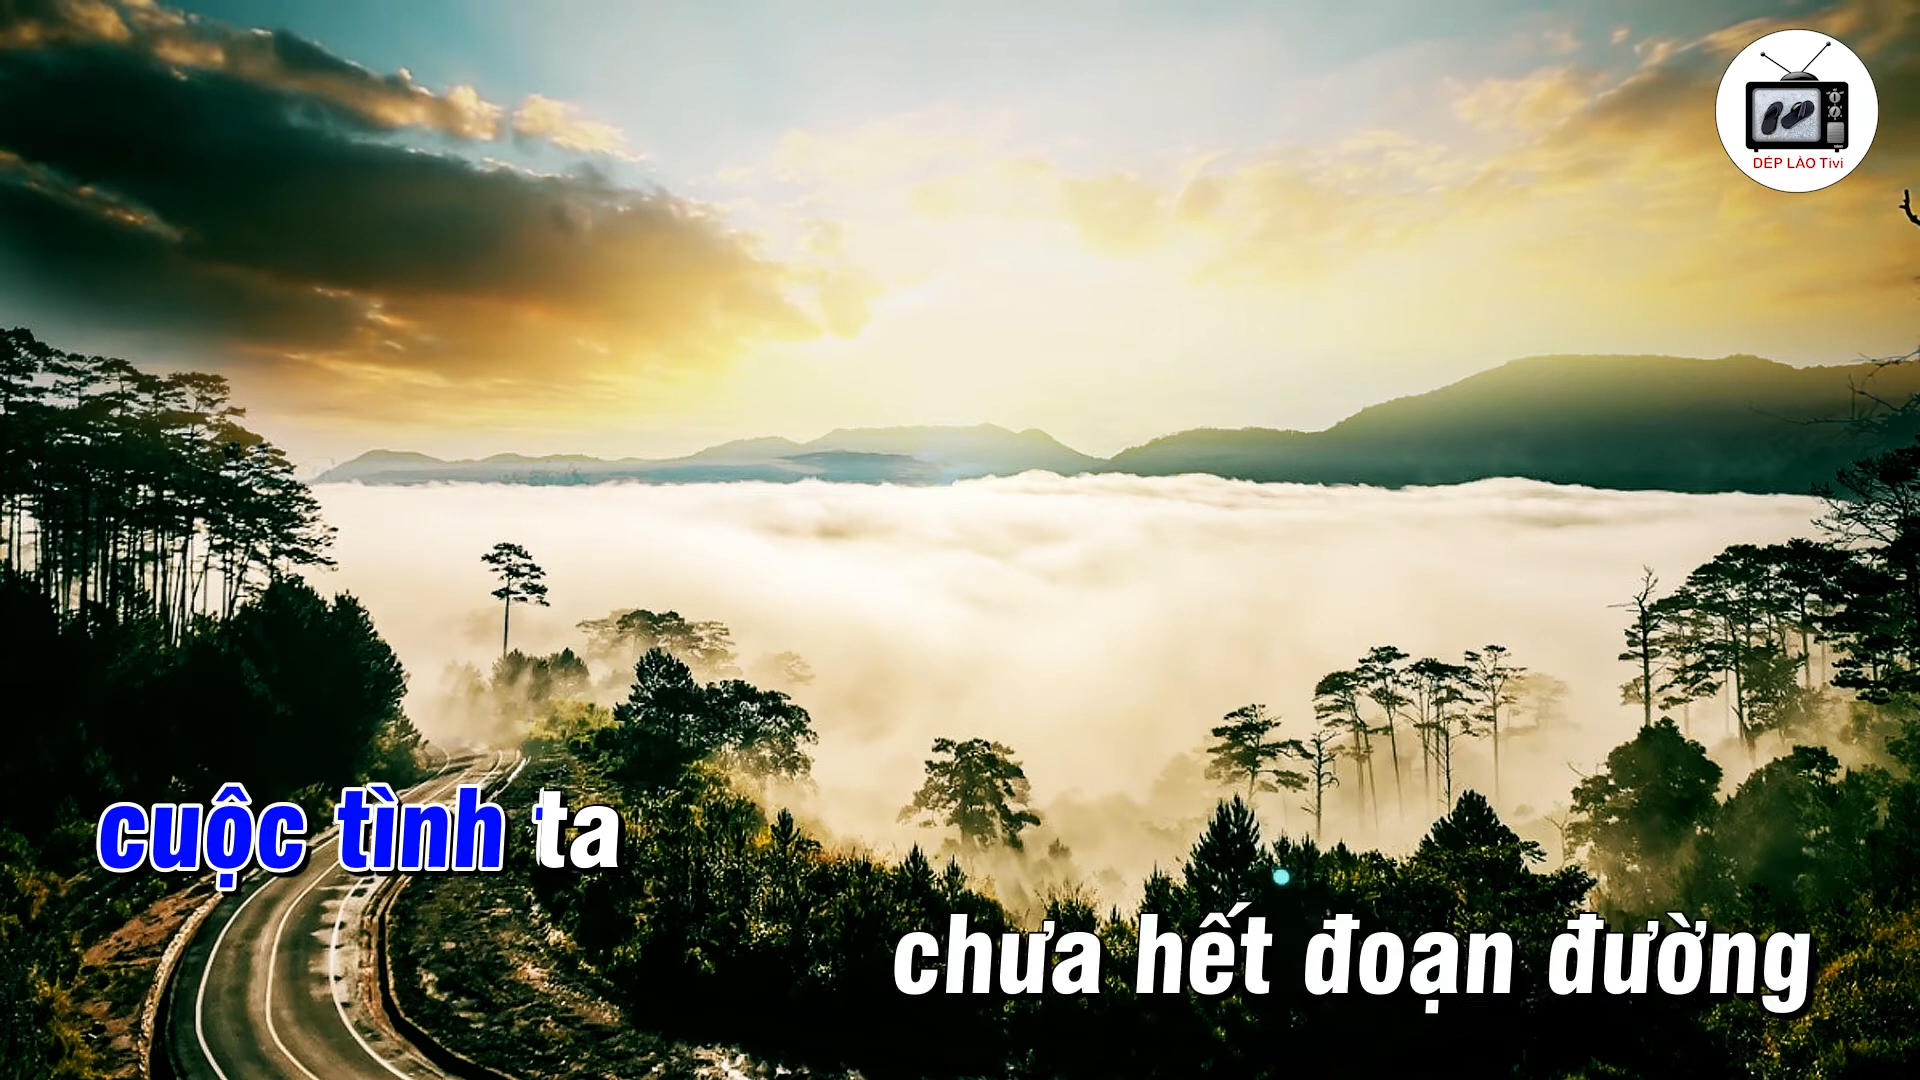 DÉP LÀO Tivi
cuộc tình ta
chưa hết đoạn đường